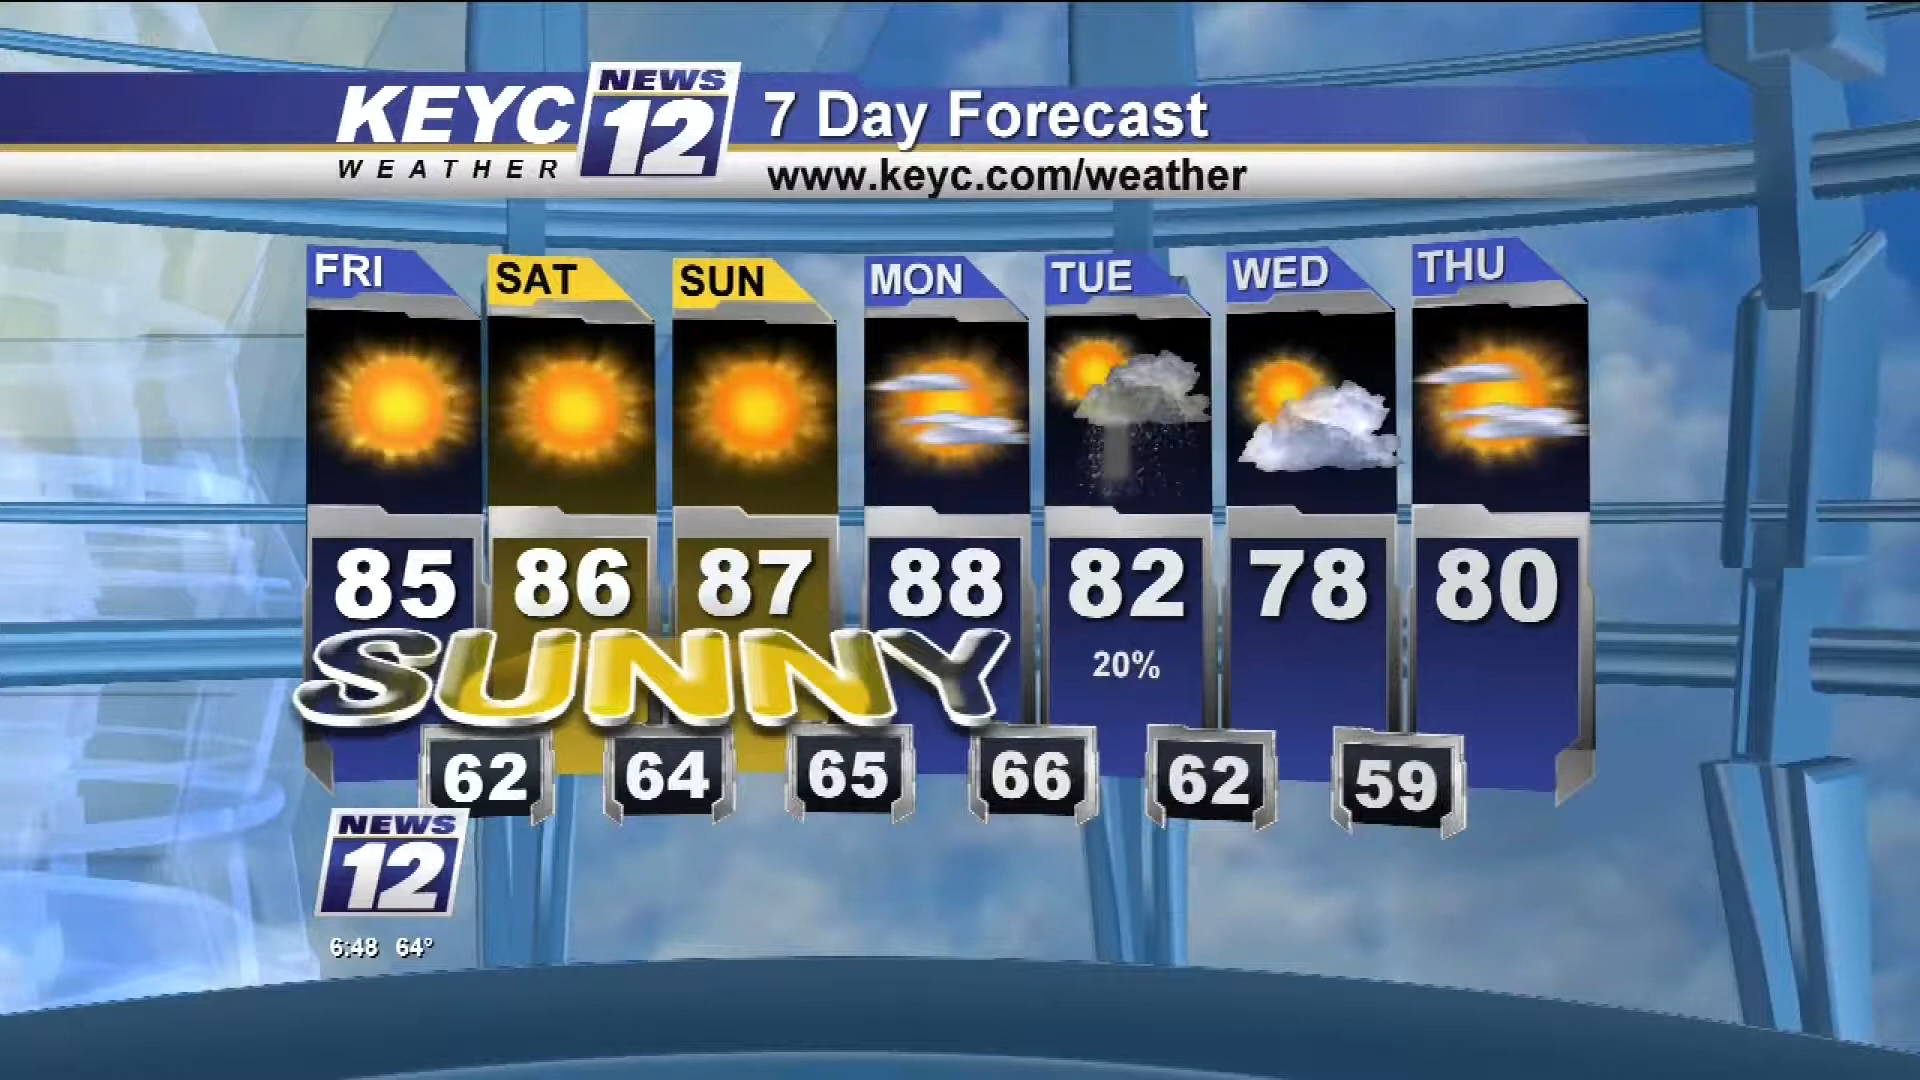 KEYC NEWS 12 7 Day Forecast
WEATHER www.keyc.com/weather
FRI SAT SUN MON TUE WED THU
85 86 87 88 82 78 80
20%
SUNNY
62 64 65 66 62 59
NEWS
12
6:48 64°